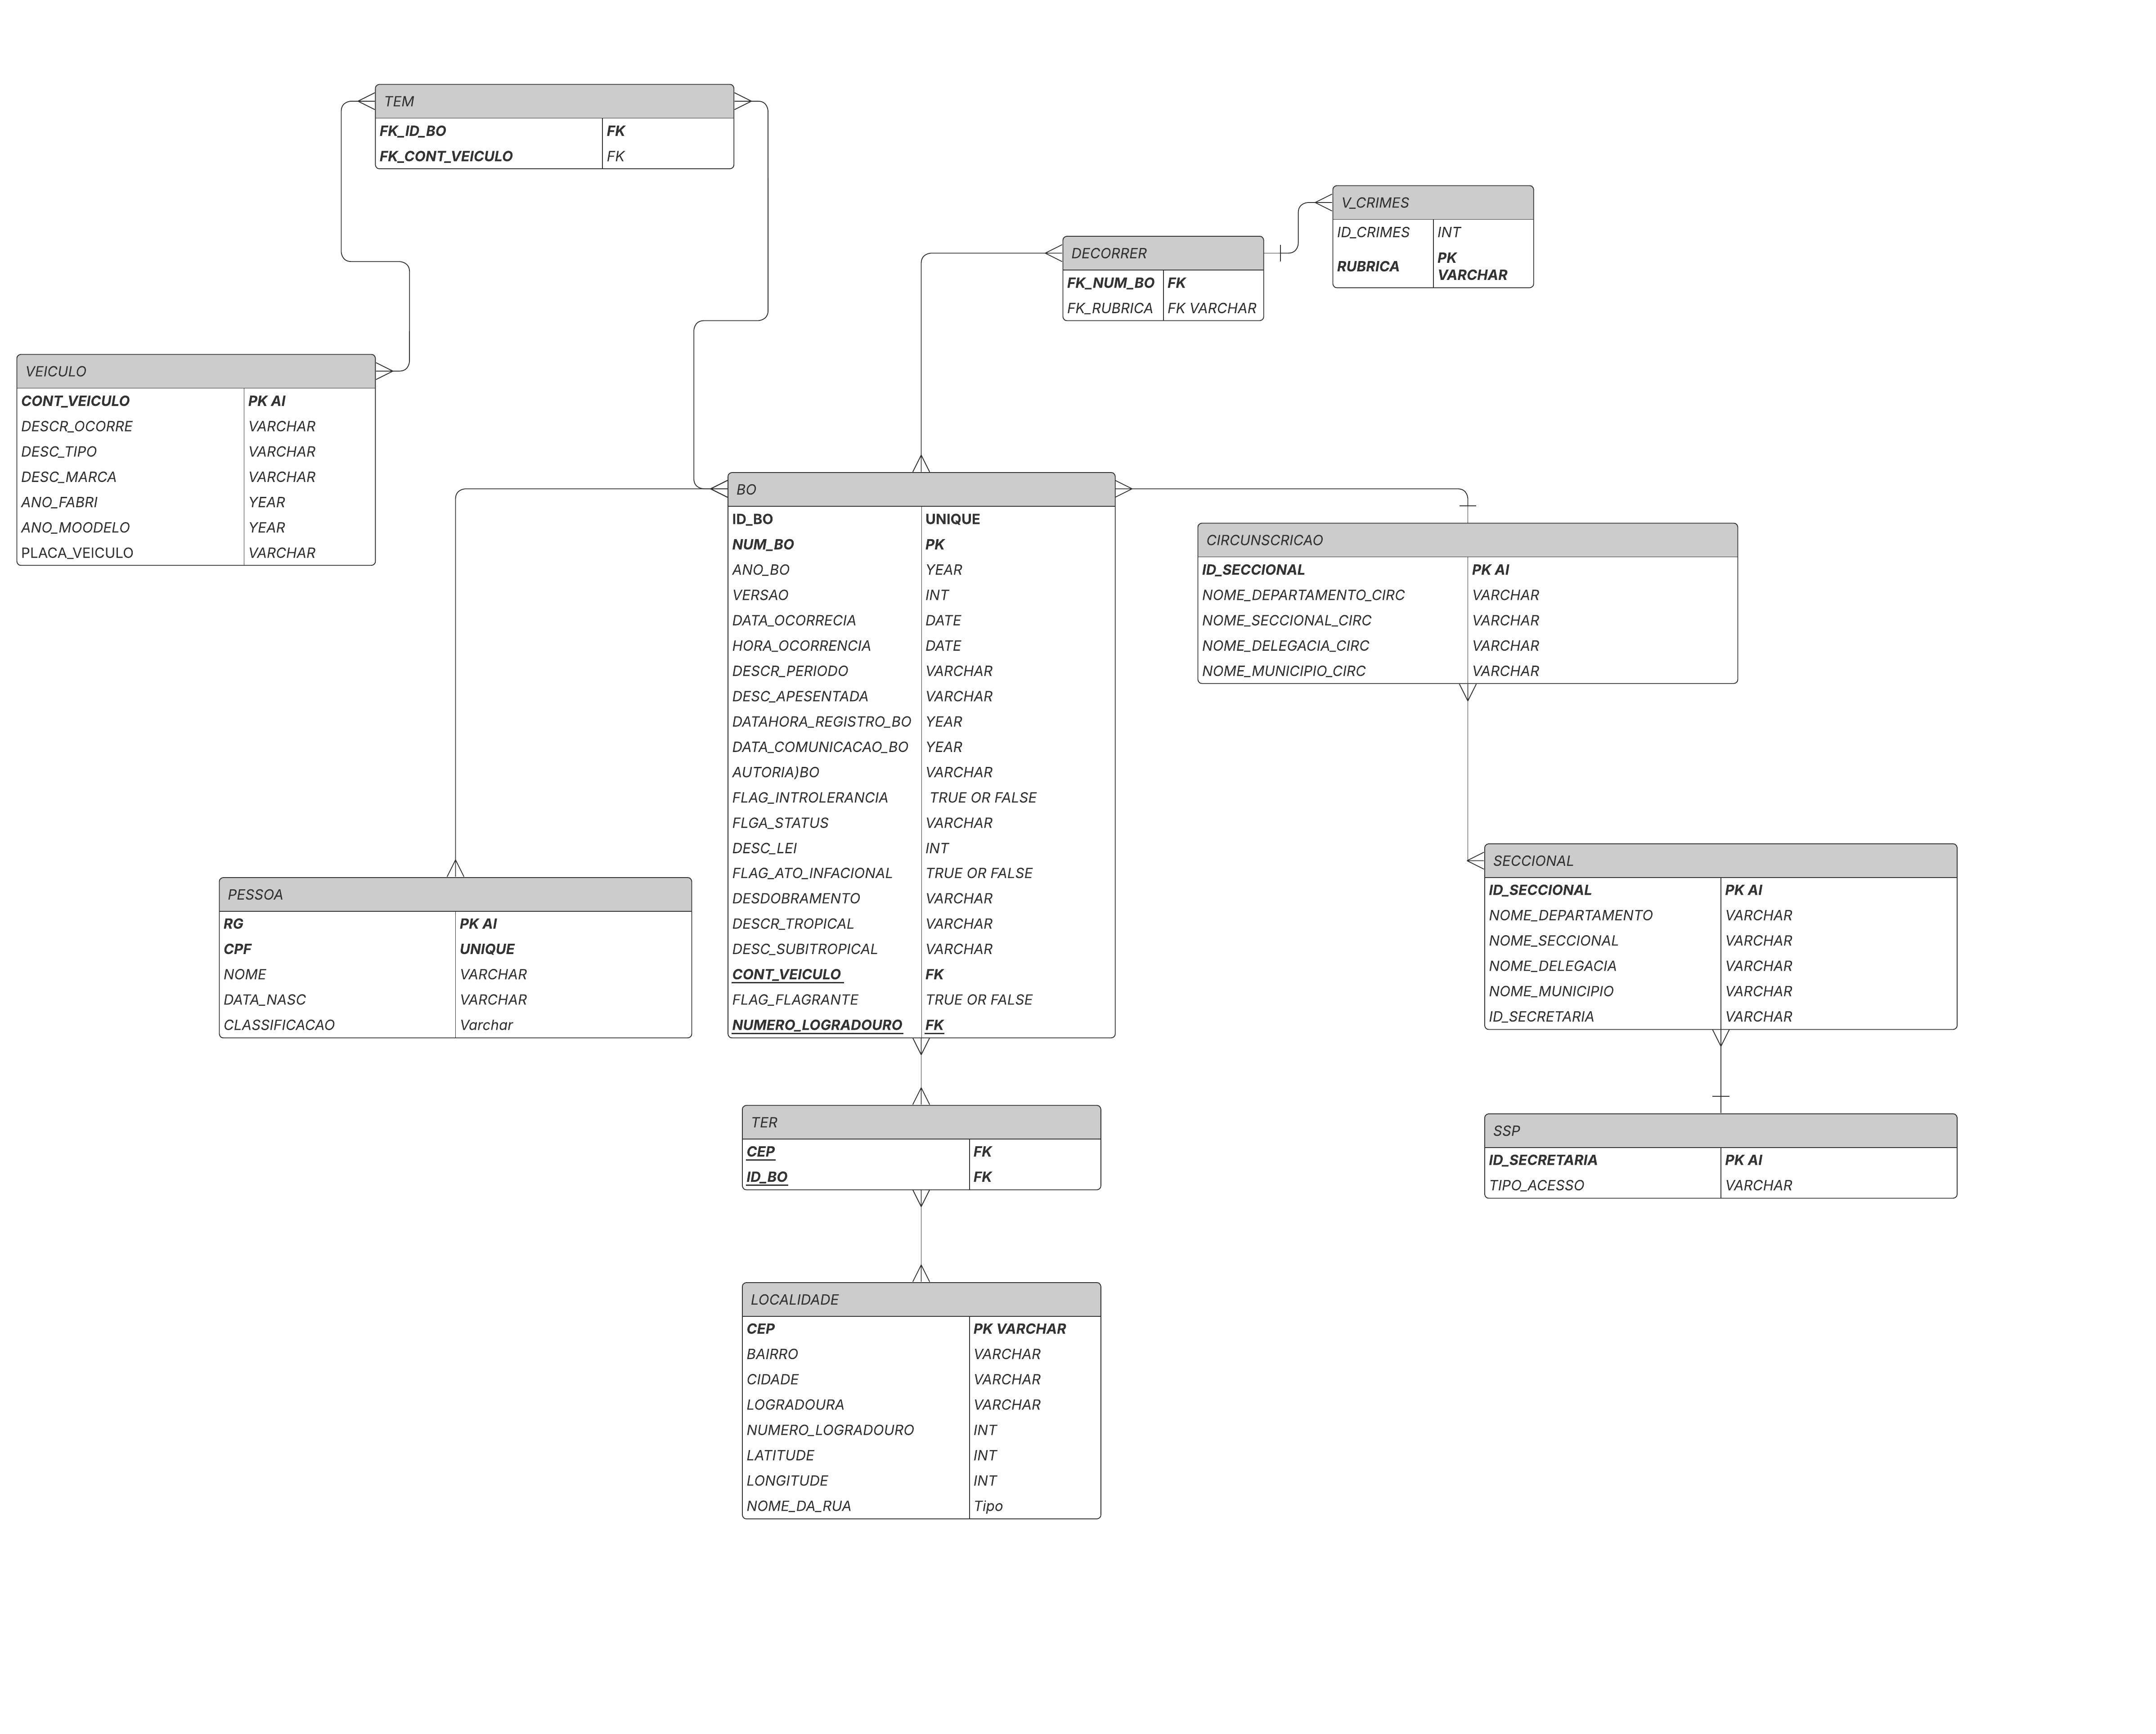 TEM
FK_ID_BO FK
FK_CONT_VEICULO FK
V_CRIMES
ID_CRIMES INT
RUBRICA PK
VARCHAR
DECORRER
FK_NUM_BO FK
FK_RUBRICA FK VARCHAR
VEICULO
CONT_VEICULO PK AI
DESCR_OCORRE VARCHAR
DESC_TIPO VARCHAR
DESC_MARCA VARCHAR
ANO_FABRI YEAR
ANO_MOODELO YEAR
PLACA_VEICULO VARCHAR
BO
ID_BO UNIQUE
NUM_BO PK
ANO_BO YEAR
VERSAO INT
DATA_OCORRECIA DATE
HORA_OCORRENCIA DATE
DESCR_PERIODO VARCHAR
DESC_APESENTADA VARCHAR
DATAHORA_REGISTRO_BO YEAR
DATA_COMUNICACAO_BO YEAR
AUTORIA)BO VARCHAR
FLAG_INTROLERANCIA TRUE OR FALSE
FLGA_STATUS VARCHAR
DESC_LEI INT
FLAG_ATO_INFACIONAL TRUE OR FALSE
DESDOBRAMENTO VARCHAR
DESCR_TROPICAL VARCHAR
DESC_SUBITROPICAL VARCHAR
CONT_VEICULO FK
FLAG_FLAGRANTE TRUE OR FALSE
NUMERO_LOGRADOURO FK
CIRCUNSCRICAO
ID_SECCIONAL PK AI
NOME_DEPARTAMENTO_CIRC VARCHAR
NOME_SECCIONAL_CIRC VARCHAR
NOME_DELEGACIA_CIRC VARCHAR
NOME_MUNICIPIO_CIRC VARCHAR
PESSOA
RG PK AI
CPF UNIQUE
NOME VARCHAR
DATA_NASC VARCHAR
CLASSIFICACAO Varchar
SECCIONAL
ID_SECCIONAL PK AI
NOME_DEPARTAMENTO VARCHAR
NOME_SECCIONAL VARCHAR
NOME_DELEGACIA VARCHAR
NOME_MUNICIPIO VARCHAR
ID_SECRETARIA VARCHAR
TER
CEP FK
ID_BO FK
SSP
ID_SECRETARIA PK AI
TIPO_ACESSO VARCHAR
LOCALIDADE
CEP PK VARCHAR
BAIRRO VARCHAR
CIDADE VARCHAR
LOGRADOURA VARCHAR
NUMERO_LOGRADOURO INT
LATITUDE INT
LONGITUDE INT
NOME_DA_RUA Tipo